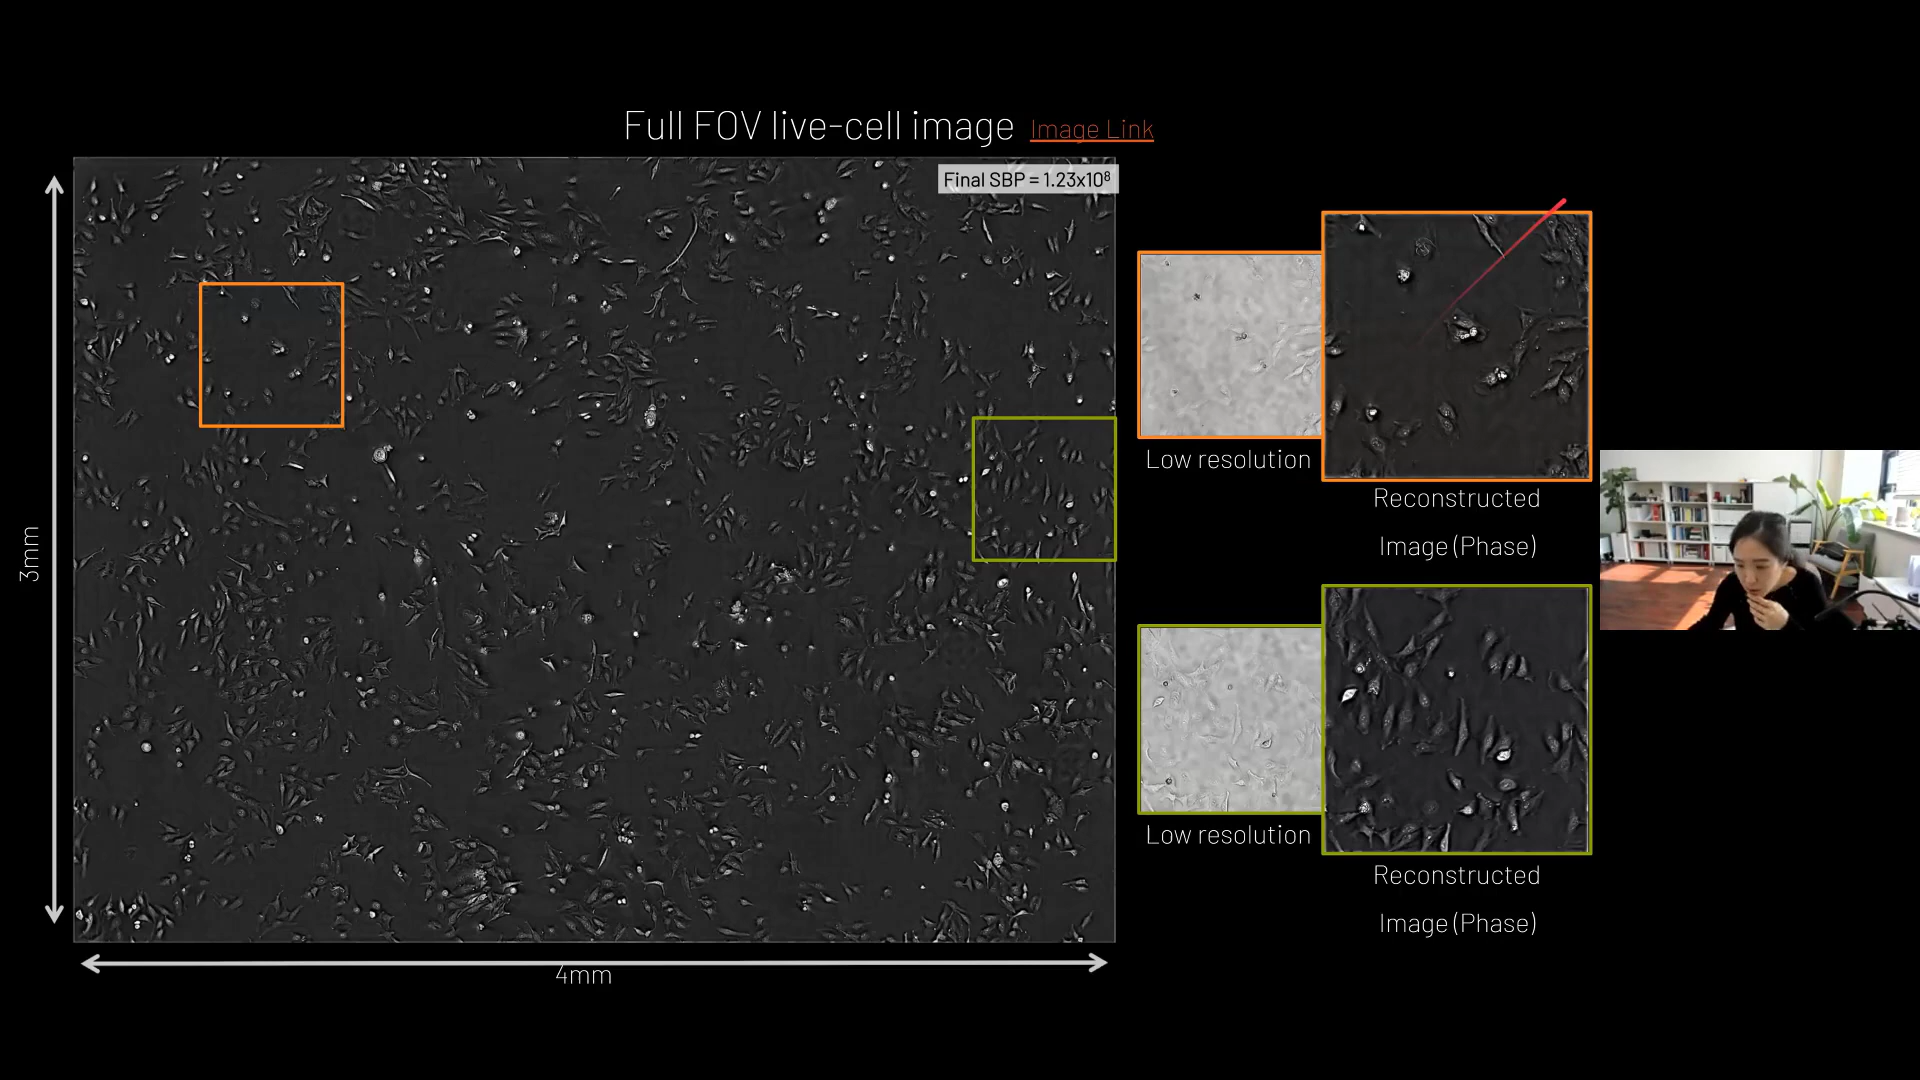 Full FOV live-cell image Image Link
Final SBP = 1.23x10⁸
3mm
4mm
Low resolution
Reconstructed
Image (Phase)
Low resolution
Reconstructed
Image (Phase)